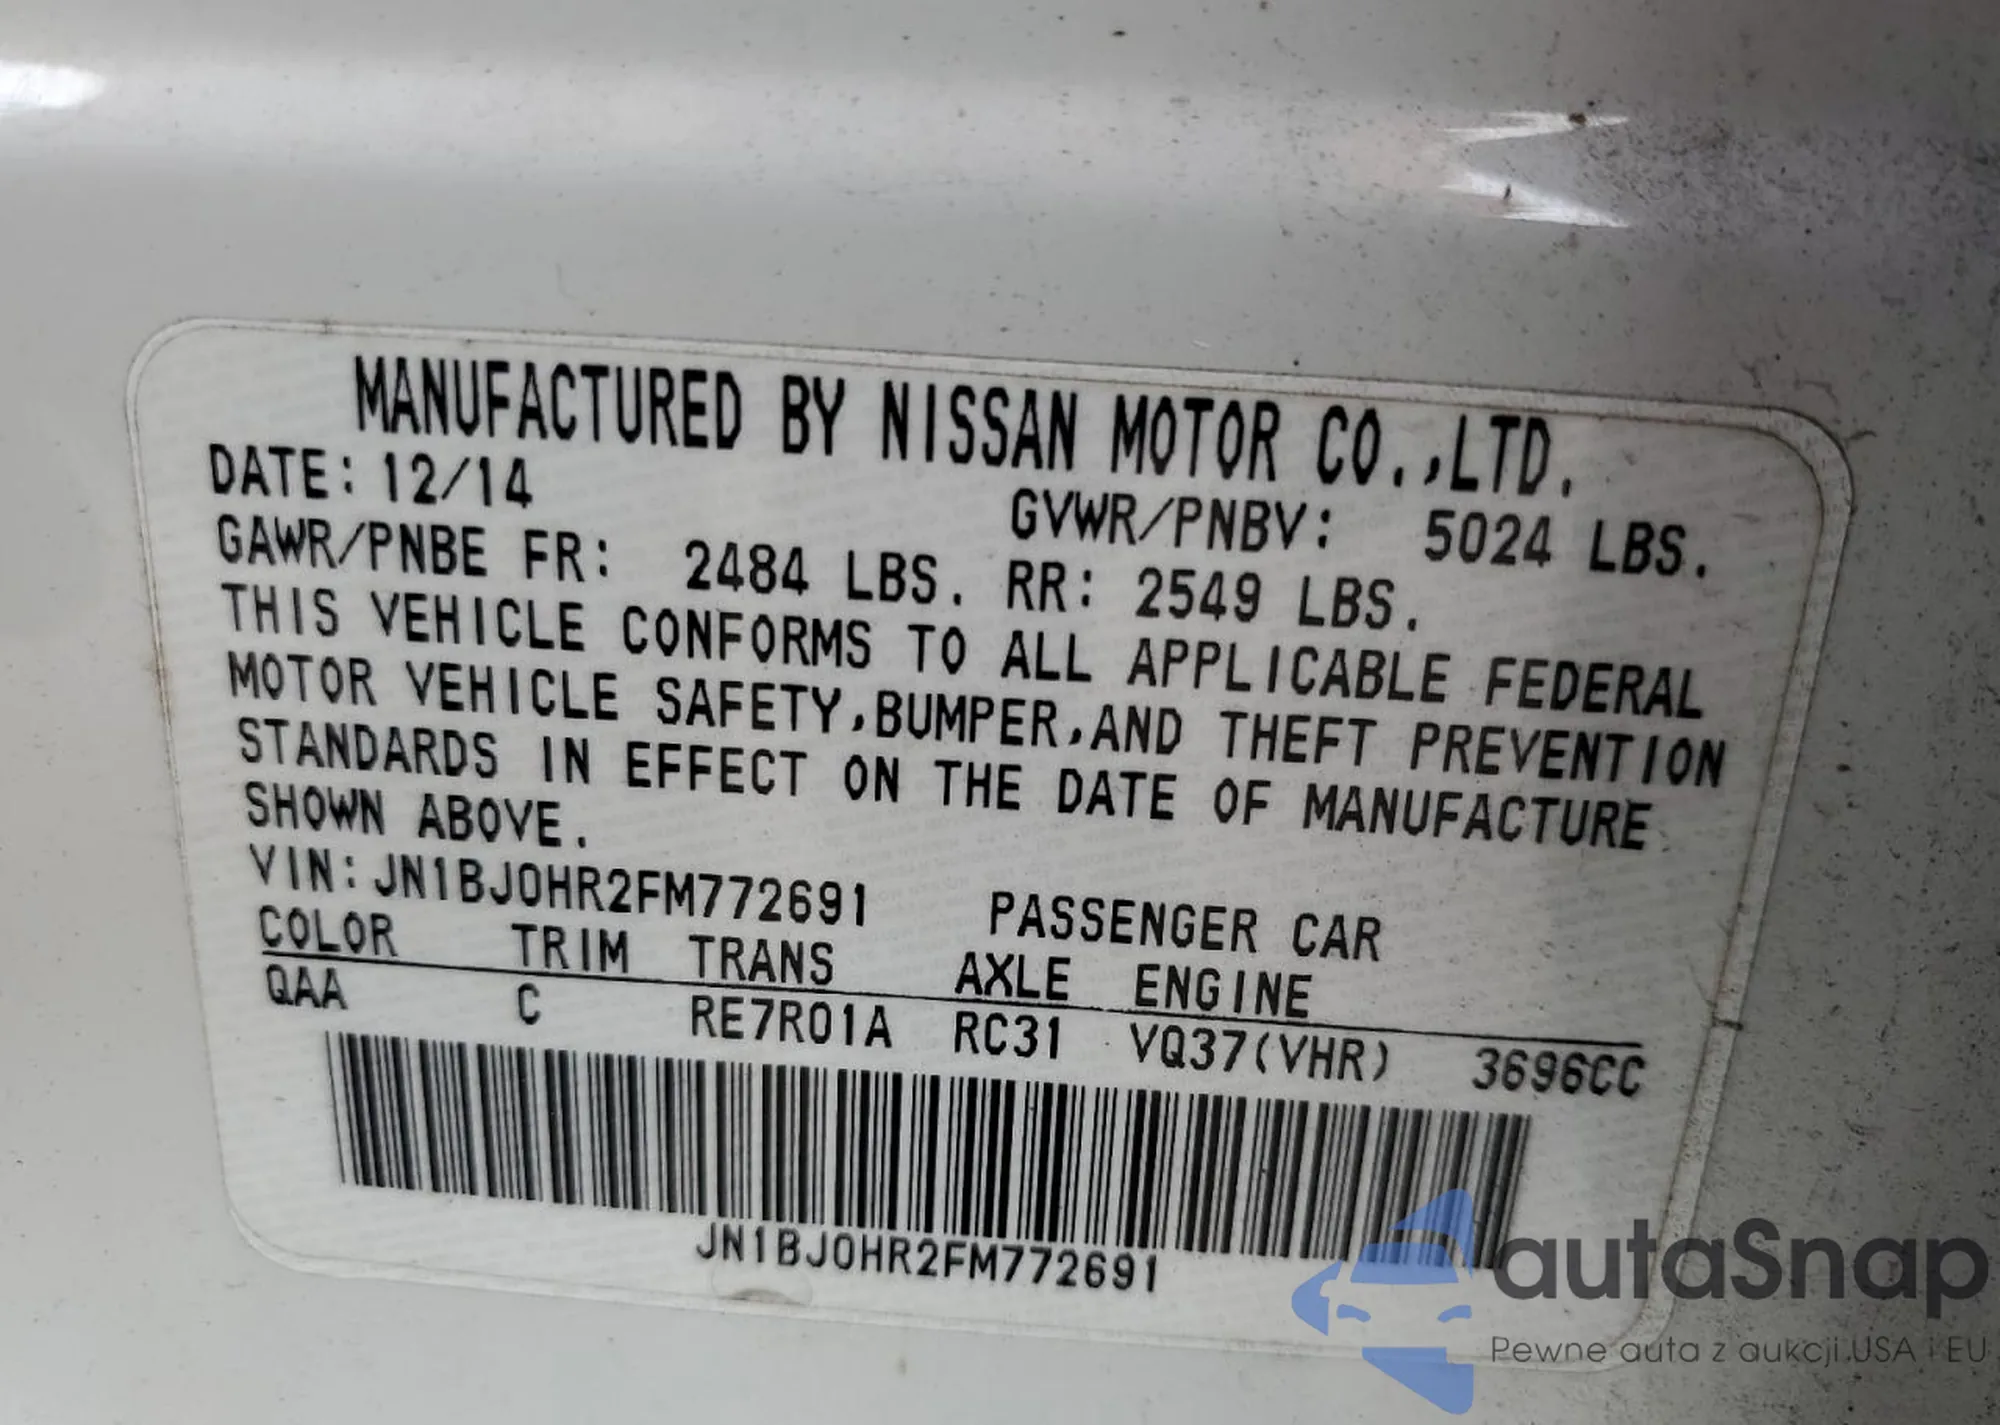 MANUFACTURED BY NISSAN MOTOR CO.,LTD.
DATE: 12/14 GVWR/PNBV: 5024 LBS.
GAWR/PNBE FR: 2484 LBS. RR: 2549 LBS.
THIS VEHICLE CONFORMS TO ALL APPLICABLE FEDERAL
MOTOR VEHICLE SAFETY,BUMPER,AND THEFT PREVENTION
STANDARDS IN EFFECT ON THE DATE OF MANUFACTURE
SHOWN ABOVE.
VIN:JN1BJ0HR2FM772691 PASSENGER CAR
COLOR TRIM TRANS AXLE ENGINE
QAA C RE7R01A RC31 VQ37(VHR) 3696CC
JN1BJ0HR2FM772691
autaSnap
Pewne auta z aukcji USA i EU